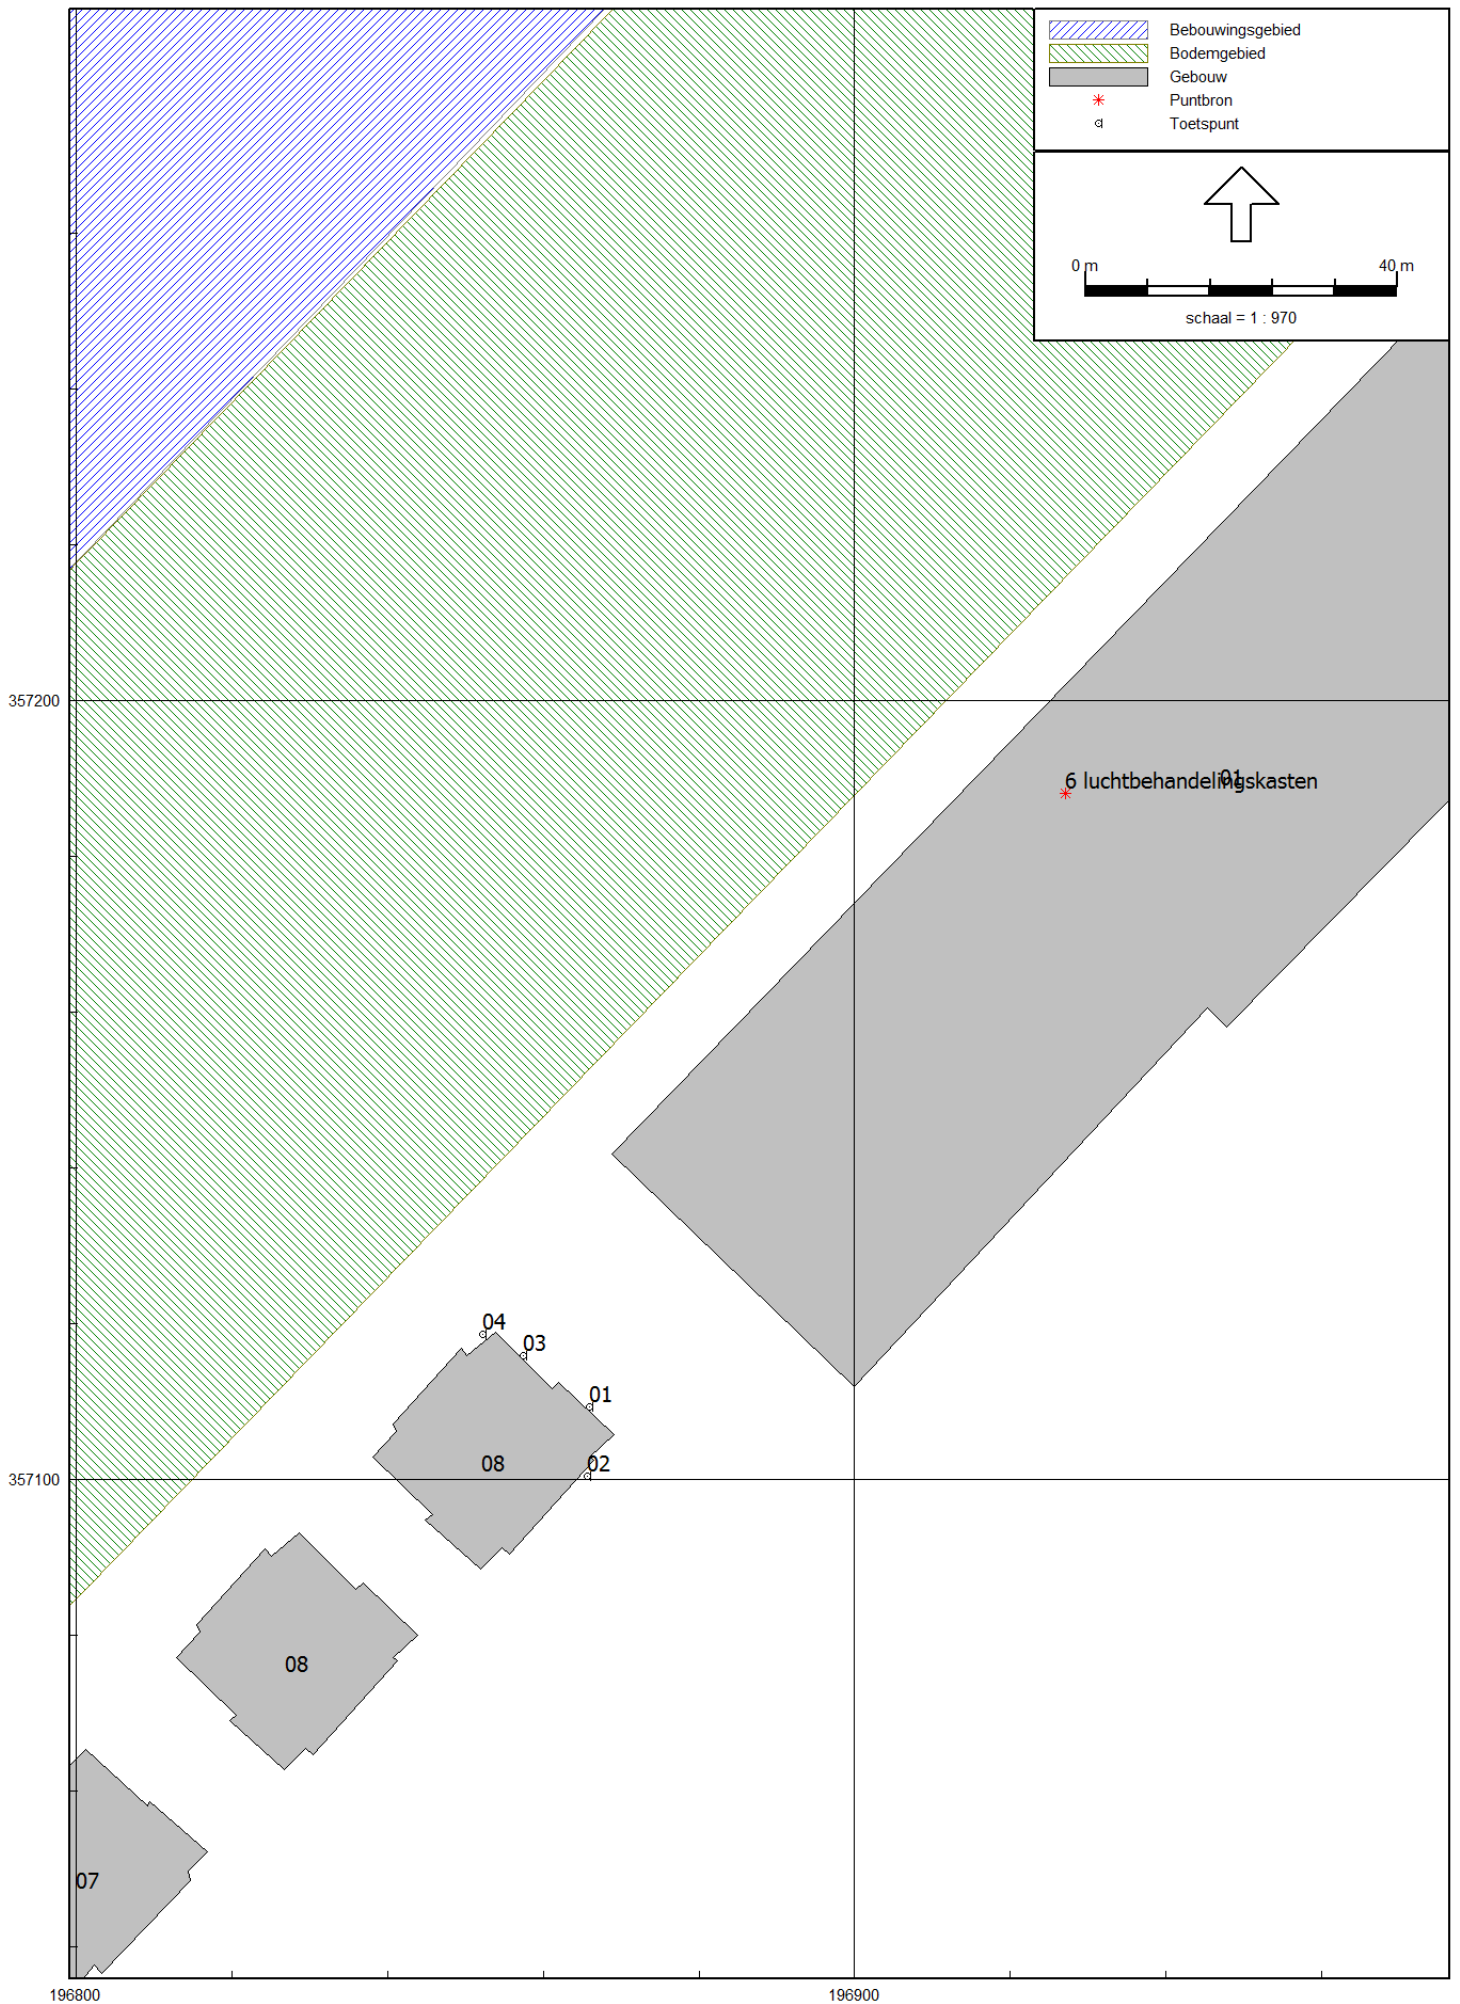 Bebouwingsgebied
Bodemgebied
Gebouw
Puntbron
Toetspunt
0 m 40 m
schaal = 1 : 970
357200
6 luchtbehandelingskasten
01
04
03
01
08
02
357100
08
07
196800 196900